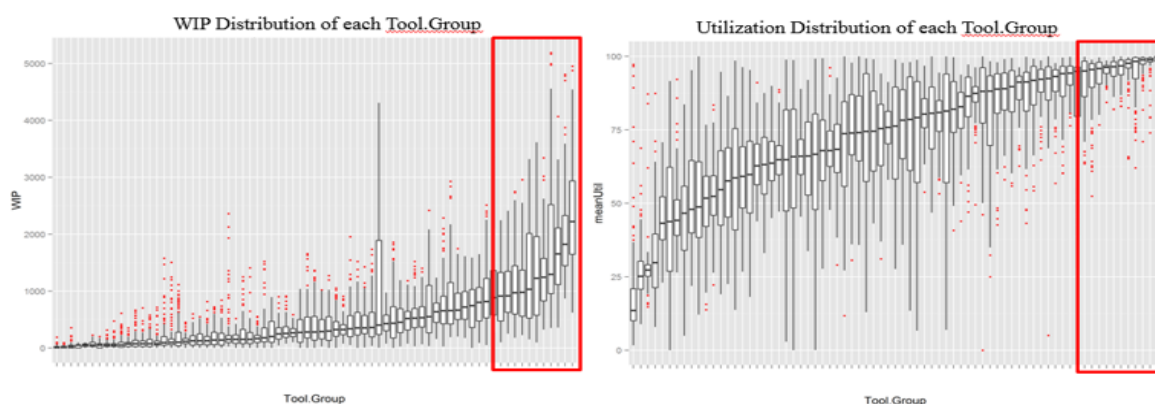 WIP Distribution of each Tool.Group
5000
4000
3000
2000
1000
0
WIP
Tool.Group
Utilization Distribution of each Tool.Group
100
75
50
25
0
meanUtil
Tool.Group